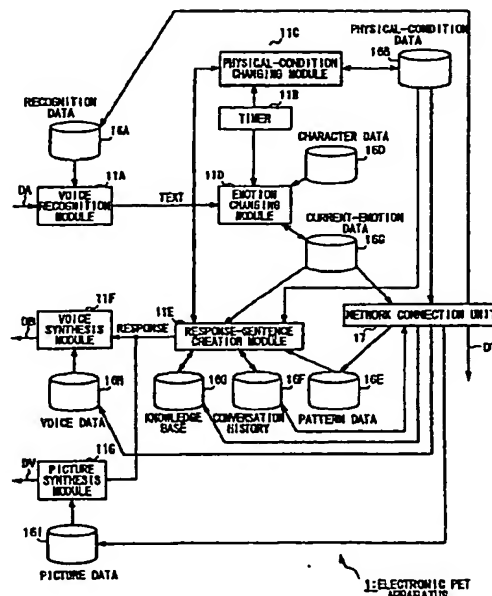 11C
PHYSICAL-CONDITION
CHANGING MODULE
PHYSICAL-CONDITION
DATA
16B
RECOGNITION
DATA
16A
11B
TIMER
CHARACTER DATA
16D
DA
11A
VOICE
RECOGNITION
MODULE
TEXT
11D
EMOTION
CHANGING
MODULE
CURRENT-EMOTION
DATA
16C
11F
VOICE
SYNTHESIS
MODULE
DB
RESPONSE
11E
RESPONSE-SENTENCE
CREATION MODULE
NETWORK CONNECTION UNIT
17
16H
VOICE DATA
16G
KNOWLEDGE
BASE
16F
CONVERSATION
HISTORY
16E
PATTERN DATA
11G
DV
PICTURE
SYNTHESIS
MODULE
16I
PICTURE DATA
1:ELECTRONIC PET
APPARATUS